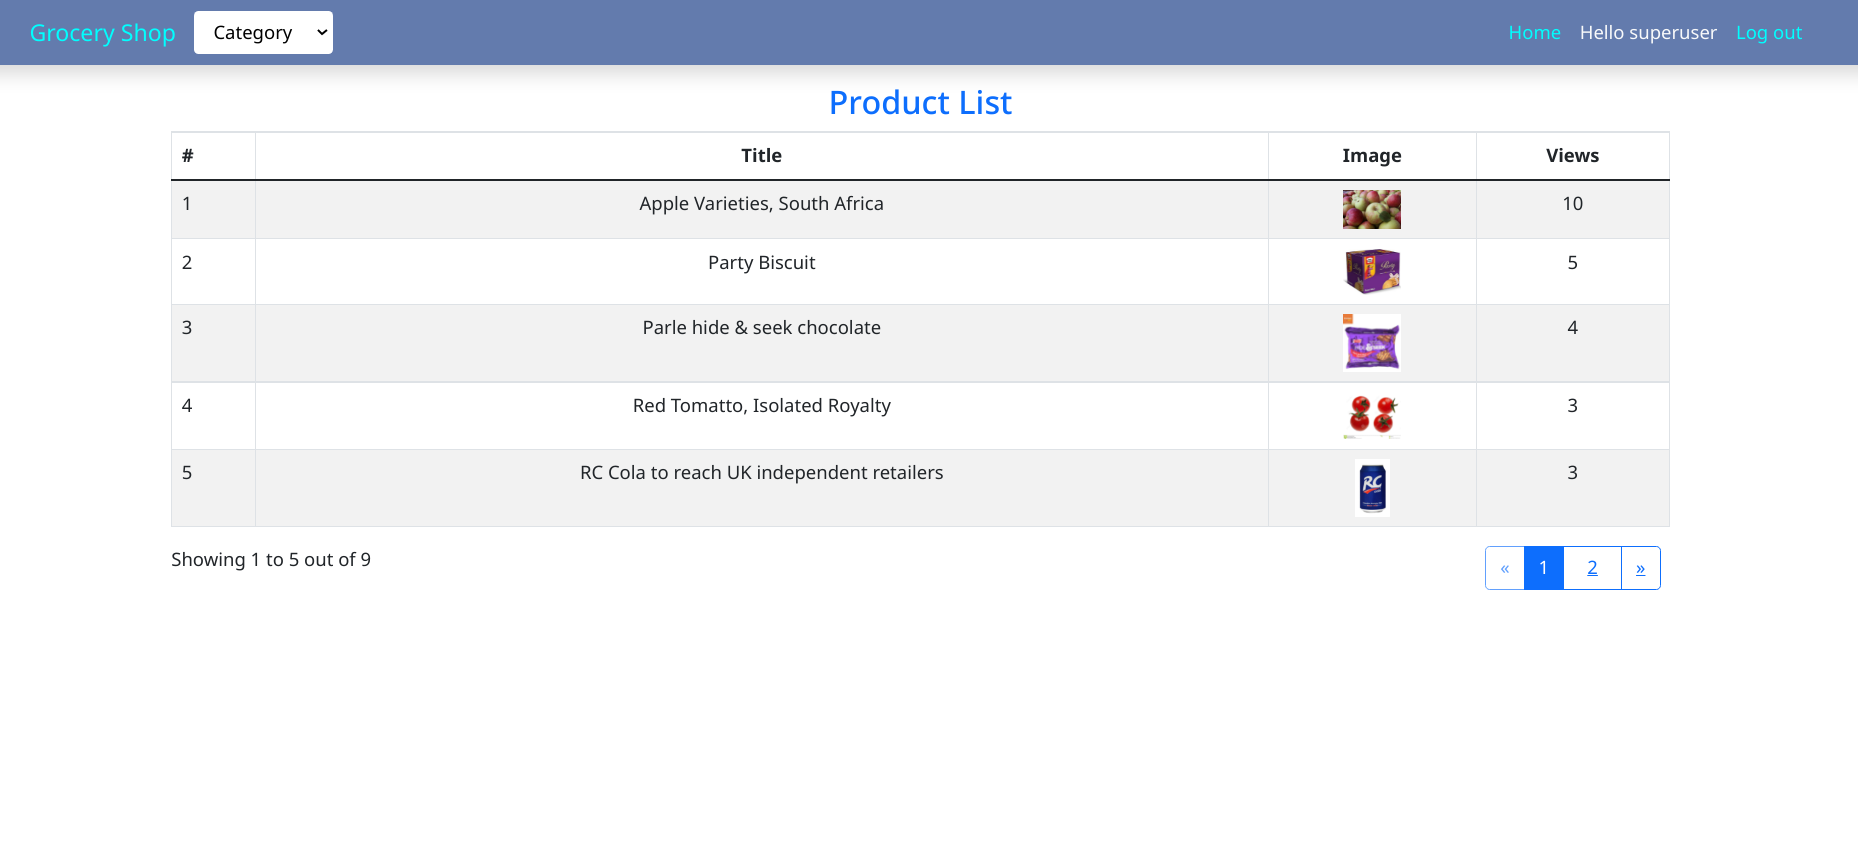 Grocery Shop Category Home Hello superuser Log out
Product List
# Title Image Views
1 Apple Varieties, South Africa 10
2 Party Biscuit 5
3 Parle hide & seek chocolate 4
4 Red Tomatto, Isolated Royalty 3
5 RC Cola to reach UK independent retailers RC 3
Showing 1 to 5 out of 9 « 1 2 »